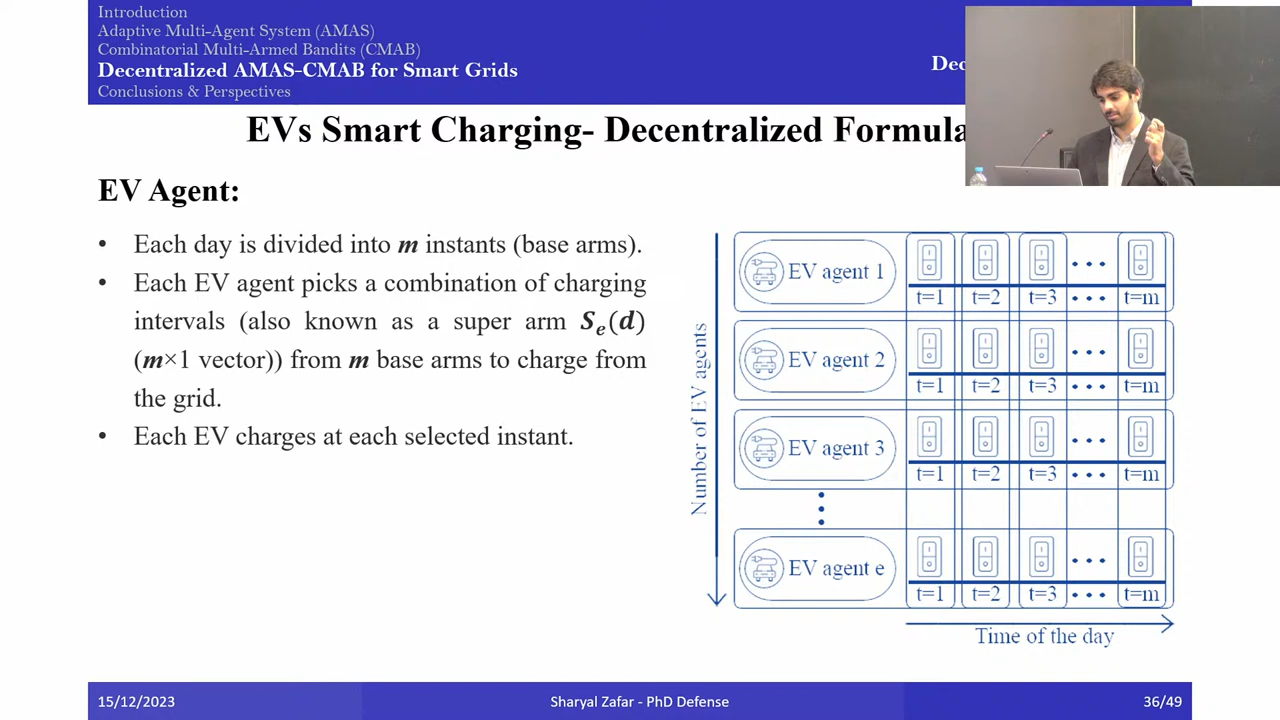 Introduction
Adaptive Multi-Agent System (AMAS)
Combinatorial Multi-Armed Bandits (CMAB)
Decentralized AMAS-CMAB for Smart Grids
Conclusions & Perspectives
EVs Smart Charging- Decentralized
EV Agent:
• Each day is divided into m instants (base arms).
• Each EV agent picks a combination of charging
intervals (also known as a super arm Sₑ(d)
(m×1 vector)) from m base arms to charge from
the grid.
• Each EV charges at each selected instant.
Number of EV agents
EV agent 1
t=1 t=2 t=3 • • • t=m
EV agent 2
t=1 t=2 t=3 • • • t=m
EV agent 3
t=1 t=2 t=3 • • • t=m
EV agent e
t=1 t=2 t=3 • • • t=m
Time of the day
15/12/2023
Sharyal Zafar - PhD Defense
36/49